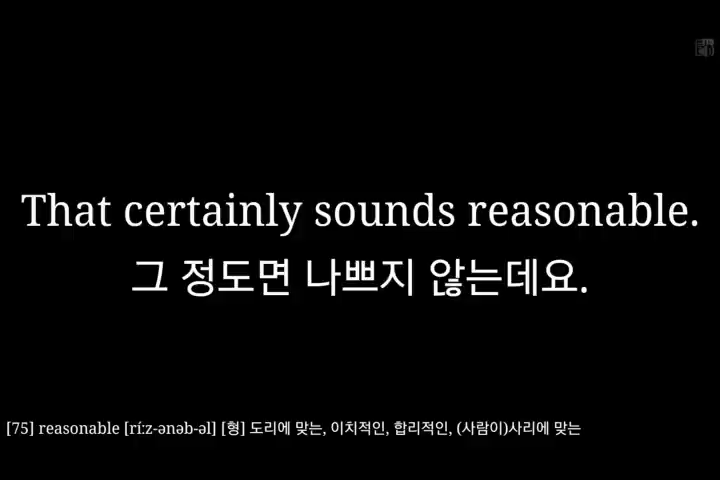 That certainly sounds reasonable.
그 정도면 나쁘지 않는데요.
[75] reasonable [rí:z-ənəb-əl] [형] 도리에 맞는, 이치적인, 합리적인, (사람이)사리에 맞는